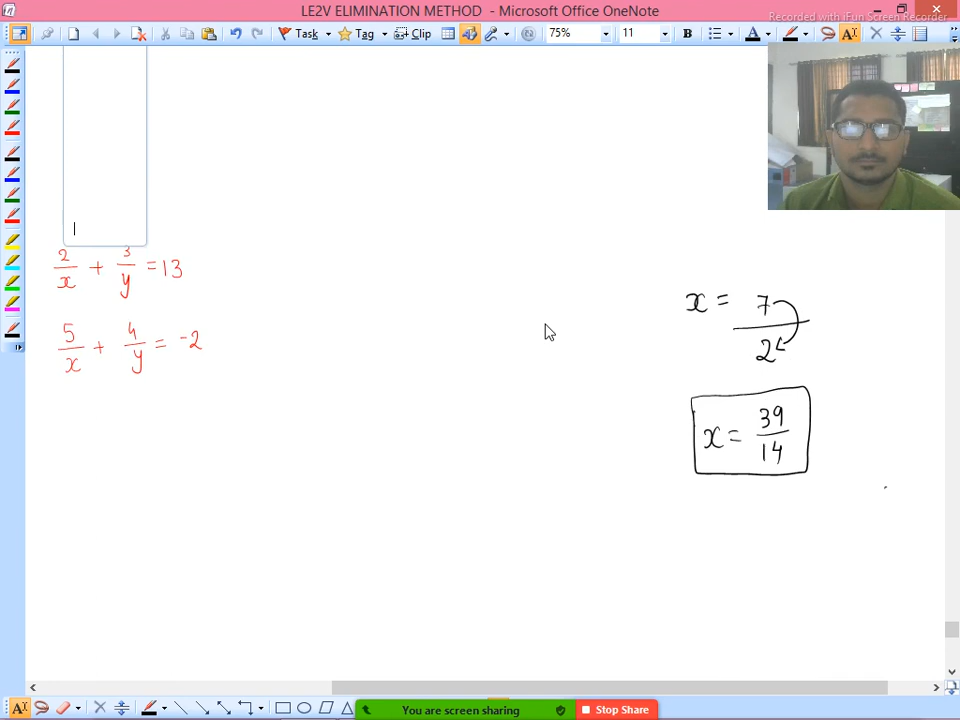 LE2V ELIMINATION METHOD - Microsoft Office OneNote
Recorded with iFun Screen Recorder
Task Tag Clip 75% 11 B A
2/x + 3/y = 13
5/x + 4/y = -2
x = 7/2
x = 39/14
You are screen sharing
Stop Share